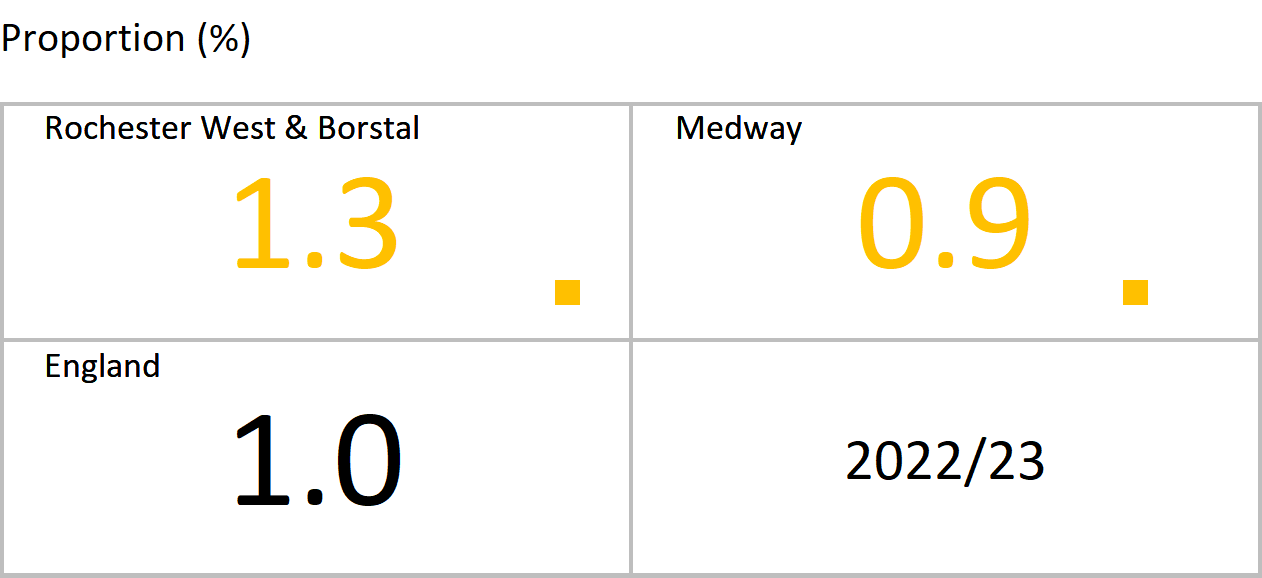 Proportion (%)
Rochester West & Borstal
1.3
Medway
0.9
England
1.0
2022/23